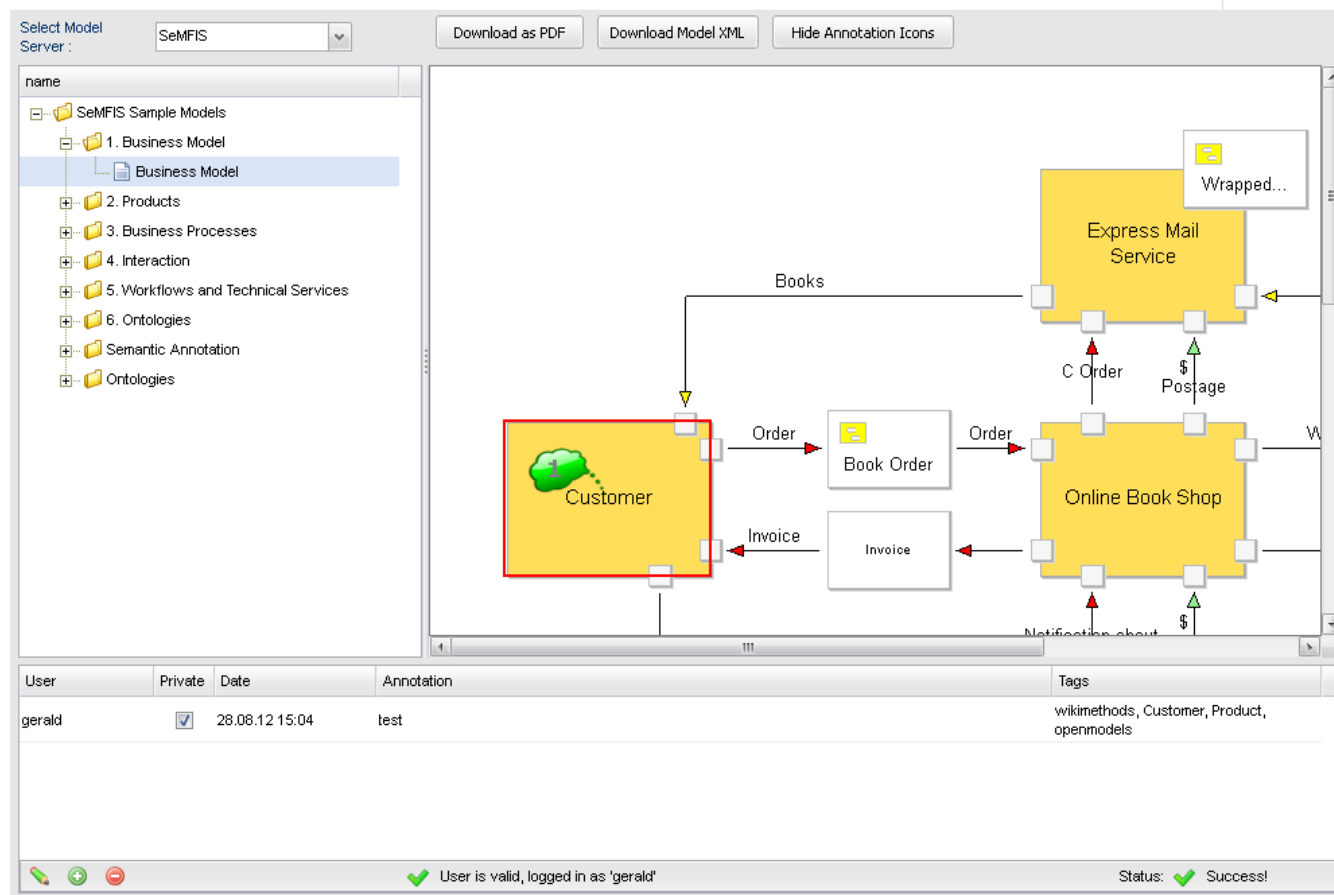 Select Model
Server :
SeMFIS
Download as PDF
Download Model XML
Hide Annotation Icons
name
SeMFIS Sample Models
1. Business Model
Business Model
2. Products
3. Business Processes
4. Interaction
5. Workflows and Technical Services
6. Ontologies
Semantic Annotation
Ontologies
Wrapped...
Express Mail
Service
Books
C Order
$
Postage
Order
Book Order
Order
W
1
Customer
Online Book Shop
Invoice
Invoice
Notification about
$
User
Private
Date
Annotation
Tags
gerald
28.08.12 15:04
test
wikimethods, Customer, Product,
openmodels
User is valid, logged in as 'gerald'
Status:
Success!